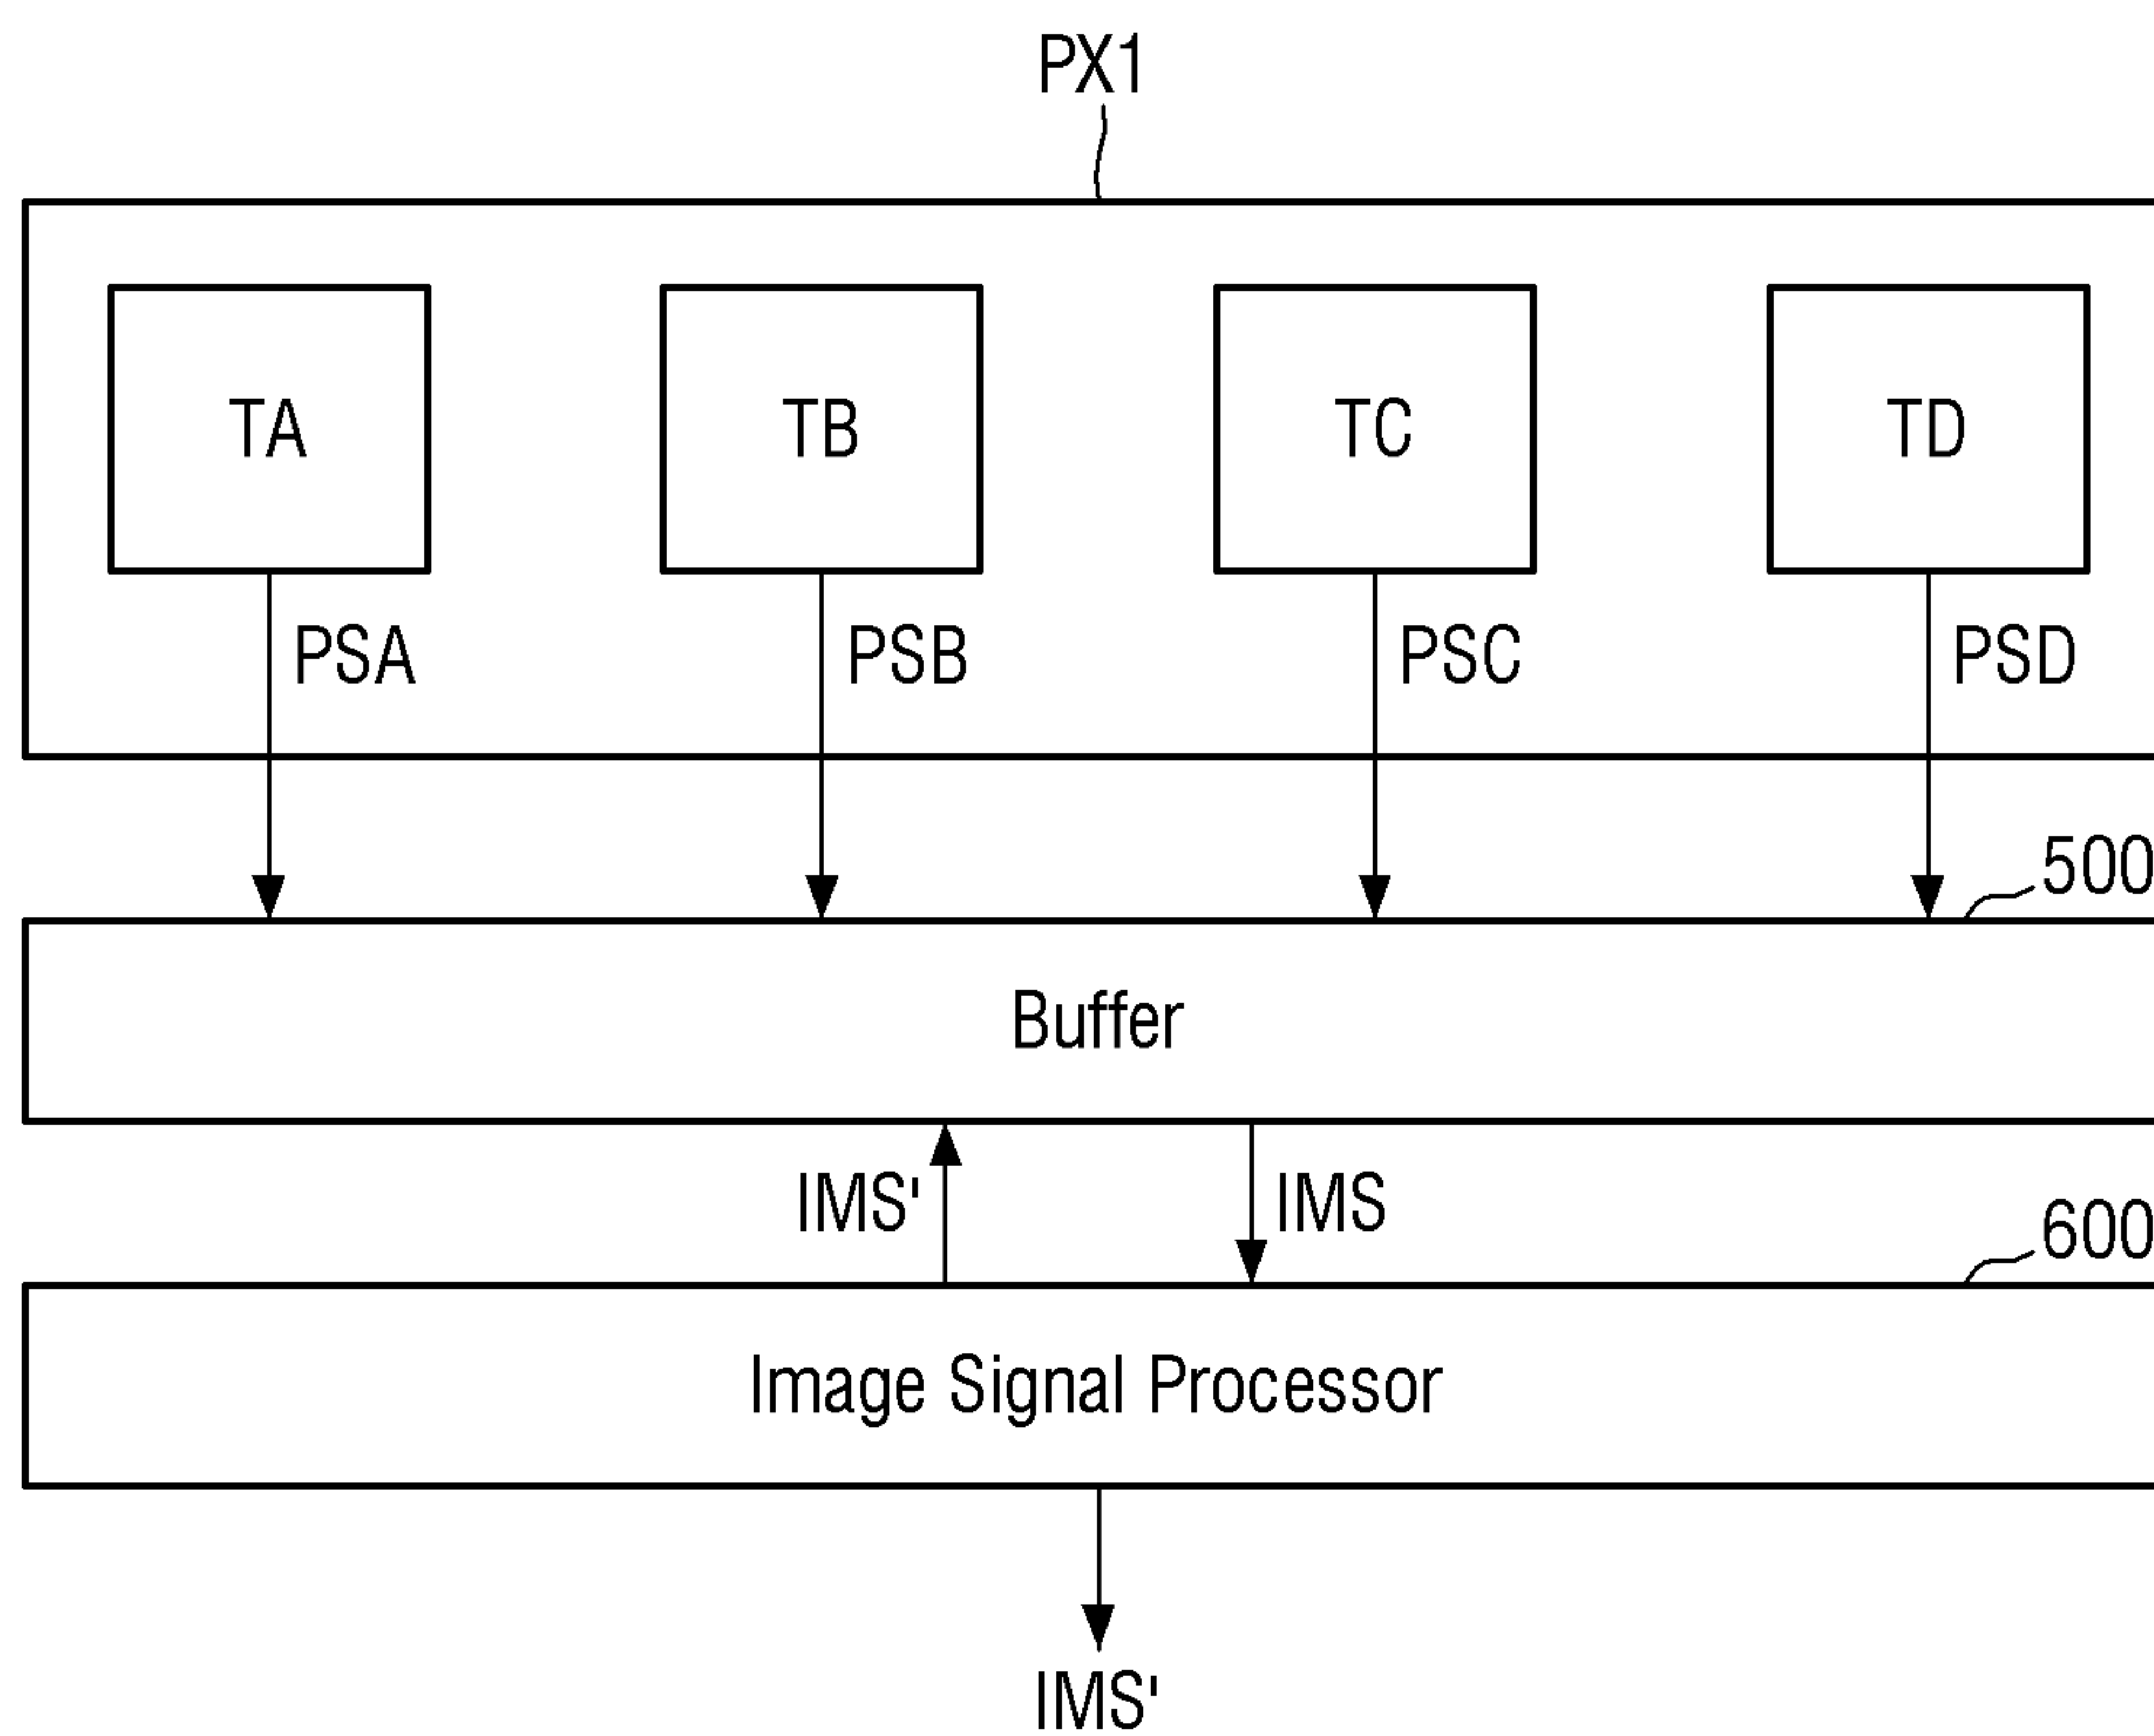 PX1
TA TB TC TD
PSA PSB PSC PSD
500
Buffer
IMS' IMS
600
Image Signal Processor
IMS'